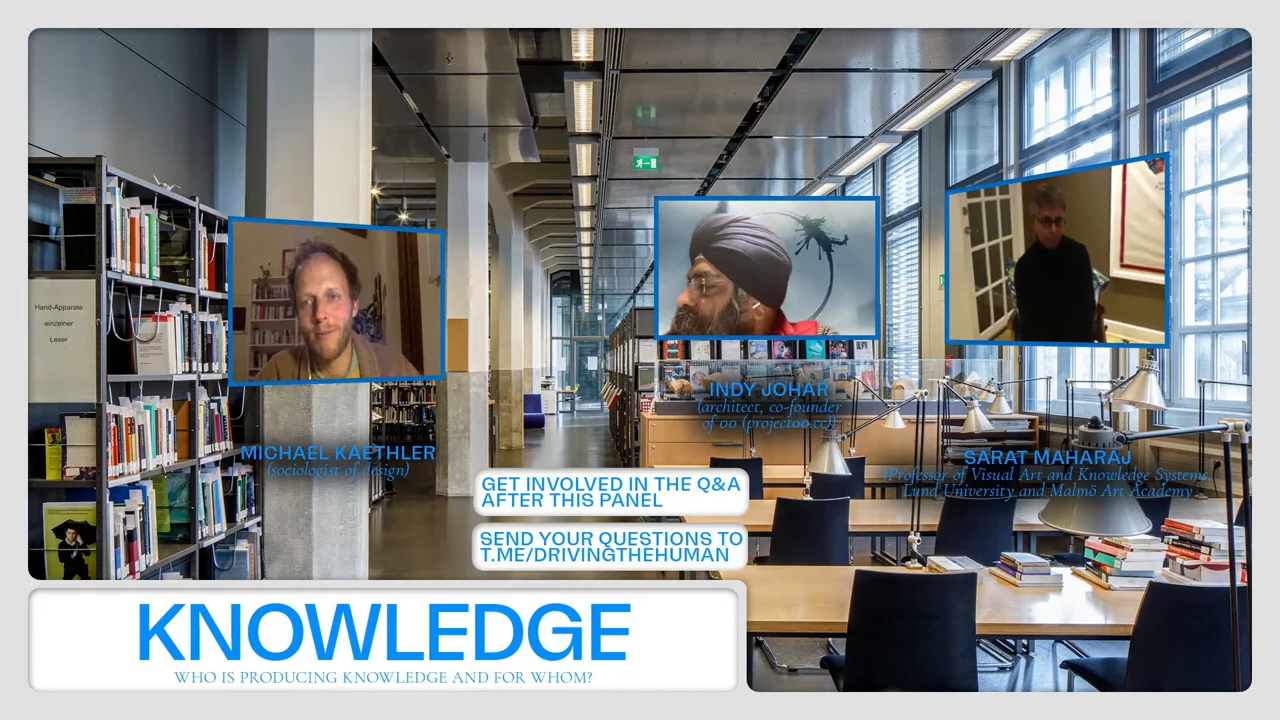 Hand-Apparate
einzelner
Leser
MICHAEL KAETHLER
(sociologist of design)
INDY JOHAR
(architect, co-founder
of 00 (project00.cc))
SARAT MAHARAJ
(Professor of Visual Art and Knowledge Systems
Lund University and Malmö Art Academy
GET INVOLVED IN THE Q&A
AFTER THIS PANEL
SEND YOUR QUESTIONS TO
T.ME/DRIVINGTHEHUMAN
KNOWLEDGE
WHO IS PRODUCING KNOWLEDGE AND FOR WHOM?